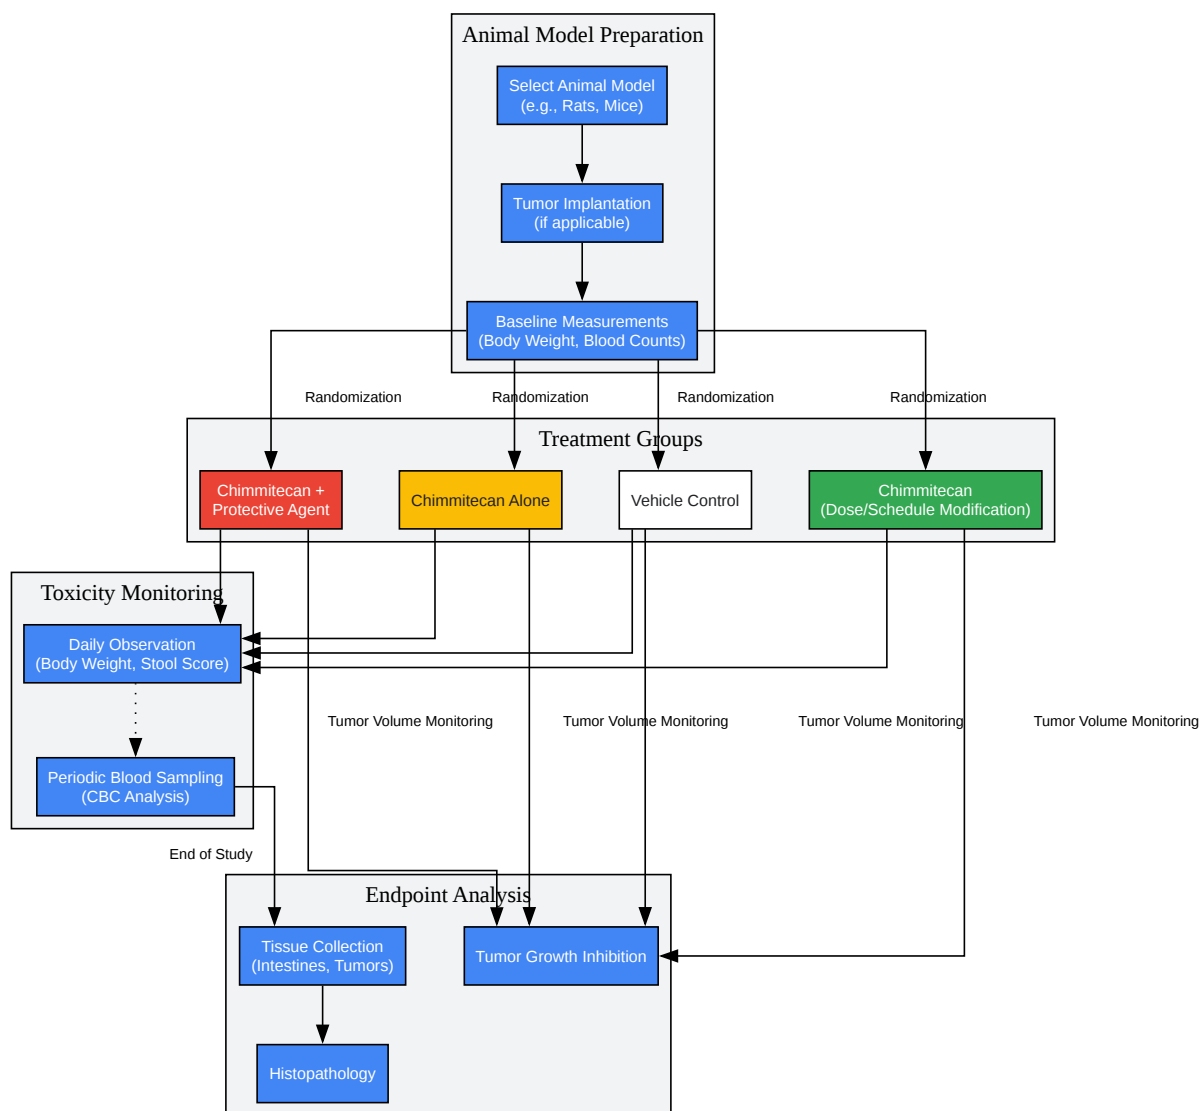 Animal Model Preparation
Select Animal Model
(e.g., Rats, Mice)
Tumor Implantation
(if applicable)
Baseline Measurements
(Body Weight, Blood Counts)
Randomization
Randomization
Randomization
Randomization
Treatment Groups
Chimmitecan +
Protective Agent
Chimmitecan Alone
Vehicle Control
Chimmitecan
(Dose/Schedule Modification)
Toxicity Monitoring
Daily Observation
(Body Weight, Stool Score)
Tumor Volume Monitoring
Tumor Volume Monitoring
Tumor Volume Monitoring
Tumor Volume Monitoring
Periodic Blood Sampling
(CBC Analysis)
End of Study
Endpoint Analysis
Tissue Collection
(Intestines, Tumors)
Tumor Growth Inhibition
Histopathology